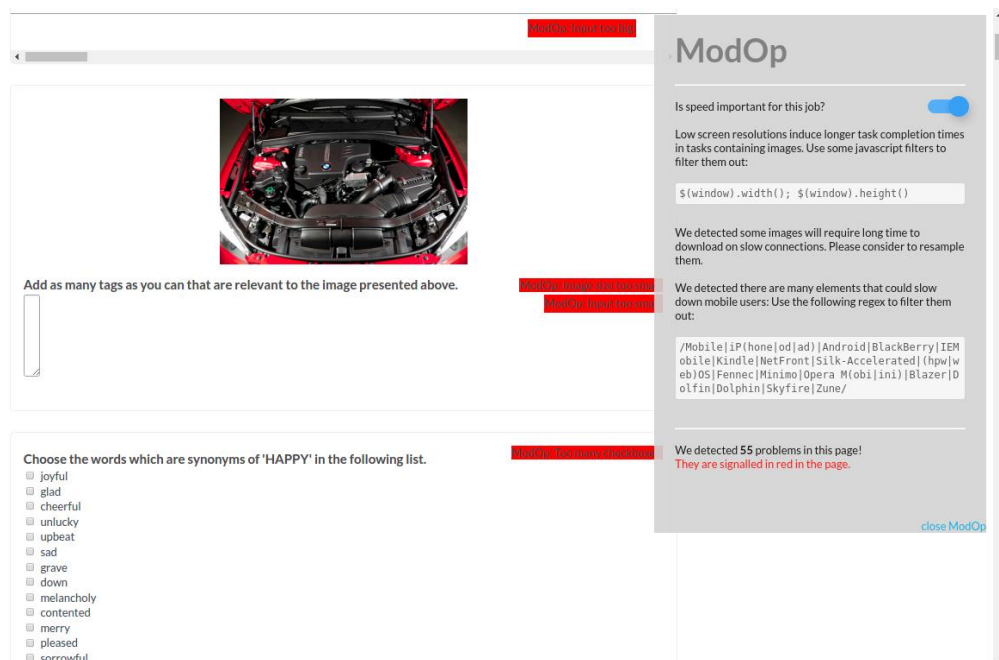 ModOp: Input too big
Add as many tags as you can that are relevant to the image presented above.
ModOp: Image size too sma
ModOp: Input too sma
Choose the words which are synonyms of 'HAPPY' in the following list.
ModOp: Too many checkboxe
joyful
glad
cheerful
unlucky
upbeat
sad
grave
down
melancholy
contented
merry
pleased
sorrowful
ModOp
Is speed important for this job?
Low screen resolutions induce longer task completion times
in tasks containing images. Use some javascript filters to
filter them out:
$(window).width(); $(window).height()
We detected some images will require long time to
download on slow connections. Please consider to resample
them.
We detected there are many elements that could slow
down mobile users: Use the following regex to filter them
out:
/Mobile|iP(hone|od|ad)|Android|BlackBerry|IEM
obile|Kindle|NetFront|Silk-Accelerated|(hpw|w
eb)OS|Fennec|Minimo|Opera M(obi|ini)|Blazer|D
olfin|Dolphin|Skyfire|Zune/
We detected 55 problems in this page!
They are signalled in red in the page.
close ModOp